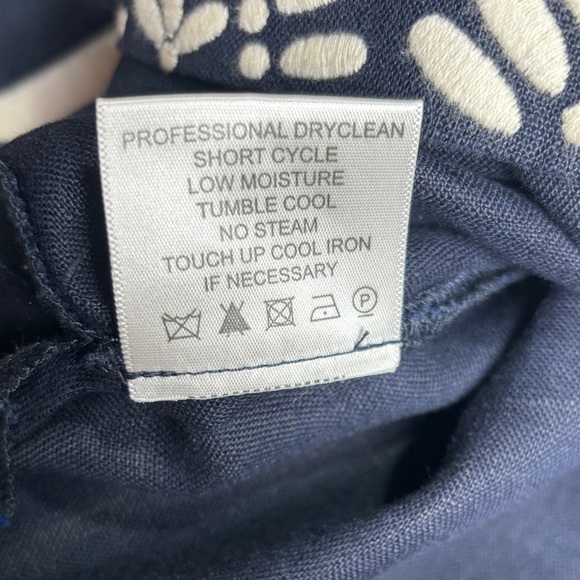 PROFESSIONAL DRYCLEAN
SHORT CYCLE
LOW MOISTURE
TUMBLE COOL
NO STEAM
TOUCH UP COOL IRON
IF NECESSARY
P